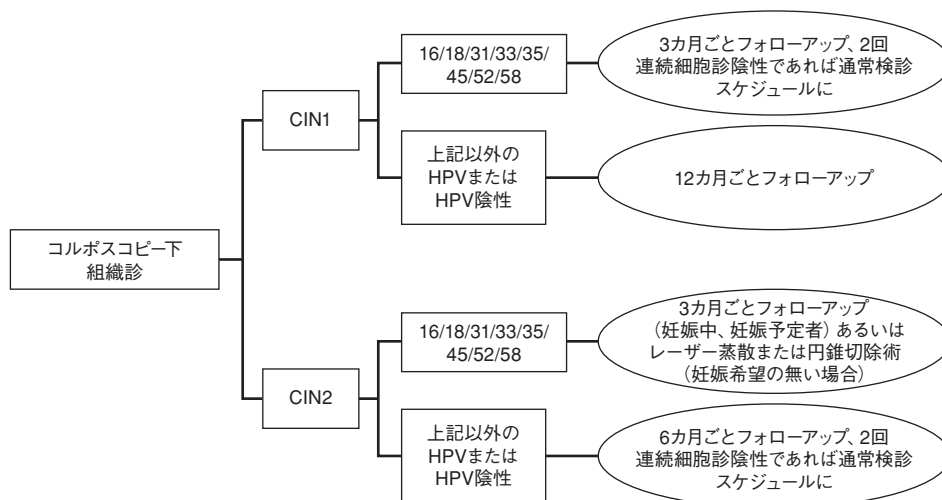 コルポスコピー下
組織診
CIN1
16/18/31/33/35/
45/52/58
3カ月ごとフォローアップ、2回
連続細胞診陰性であれば通常検診
スケジュールに
上記以外の
HPVまたは
HPV陰性
12カ月ごとフォローアップ
CIN2
16/18/31/33/35/
45/52/58
3カ月ごとフォローアップ
（妊娠中、妊娠予定者）あるいは
レーザー蒸散または円錐切除術
（妊娠希望の無い場合）
上記以外の
HPVまたは
HPV陰性
6カ月ごとフォローアップ、2回
連続細胞診陰性であれば通常検診
スケジュールに